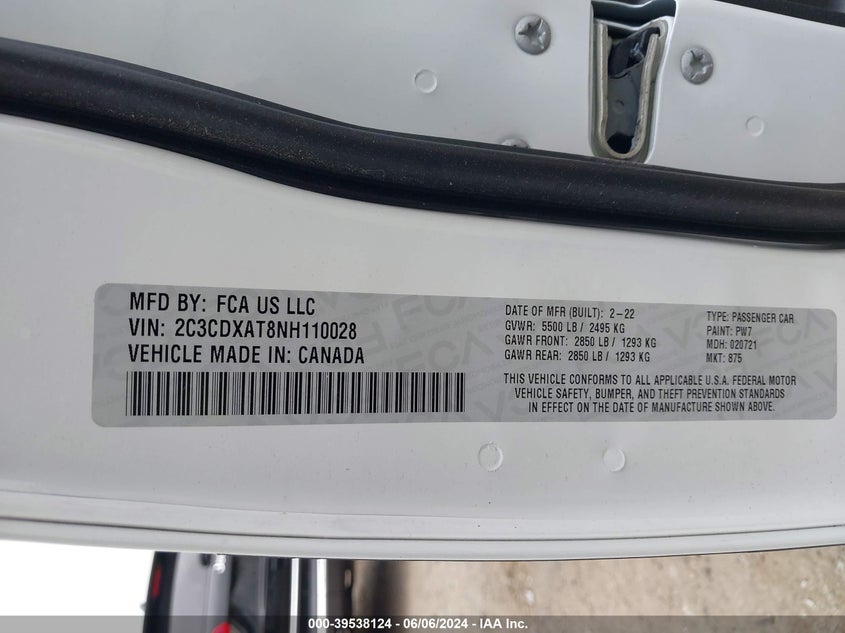 MFD BY: FCA US LLC
VIN: 2C3CDXAT8NH110028
VEHICLE MADE IN: CANADA
DATE OF MFR (BUILT): 2-22
GVWR: 5500 LB / 2495 KG
GAWR FRONT: 2850 LB / 1293 KG
GAWR REAR: 2850 LB / 1293 KG
TYPE: PASSENGER CAR
PAINT: PW7
MDH: 020721
MKT: 875
THIS VEHICLE CONFORMS TO ALL APPLICABLE U.S.A. FEDERAL MOTOR
VEHICLE SAFETY, BUMPER, AND THEFT PREVENTION STANDARDS
IN EFFECT ON THE DATE OF MANUFACTURE SHOWN ABOVE.
000-39538124 - 06/06/2024 - IAA Inc.